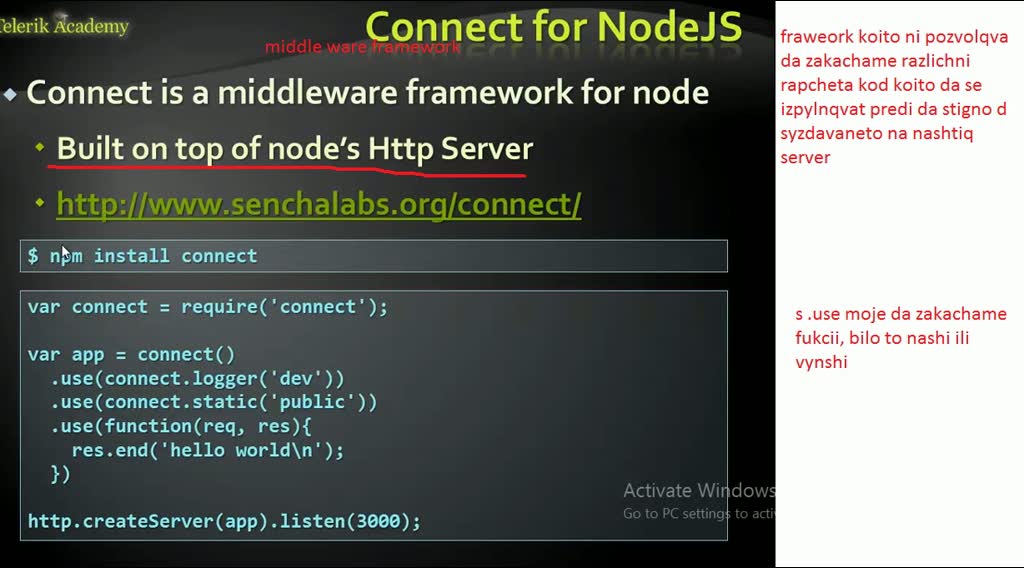 Telerik Academy
Connect for NodeJS
middle ware framework
Connect is a middleware framework for node
Built on top of node's Http Server
http://www.senchalabs.org/connect/
$ npm install connect
var connect = require('connect');
var app = connect()
.use(connect.logger('dev'))
.use(connect.static('public'))
.use(function(req, res){
res.end('hello world\n');
})
http.createServer(app).listen(3000);
Activate Windows
Go to PC settings to activ
fraweork koito ni pozvolqva
da zakachame razlichni
rapcheta kod koito da se
izpylnqvat predi da stigno d
syzdavaneto na nashtiq
server
s .use moje da zakachame
fukcii, bilo to nashi ili
vynshi